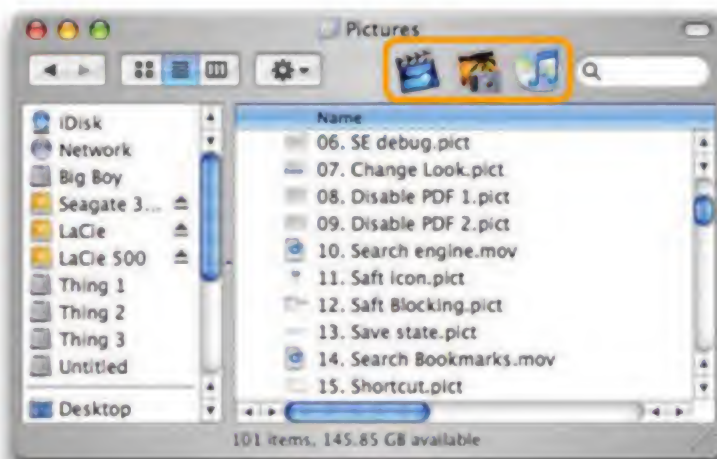 Pictures
iDisk
Network
Big Boy
Seagate 3...
LaCie
LaCie 500
Thing 1
Thing 2
Thing 3
Untitled
Desktop
Name
06. SE debug.pict
07. Change Look.pict
08. Disable PDF 1.pict
09. Disable PDF 2.pict
10. Search engine.mov
11. Saft Icon.pict
12. Saft Blocking.pict
13. Save state.pict
14. Search Bookmarks.mov
15. Shortcut.pict
101 items, 145.85 GB available